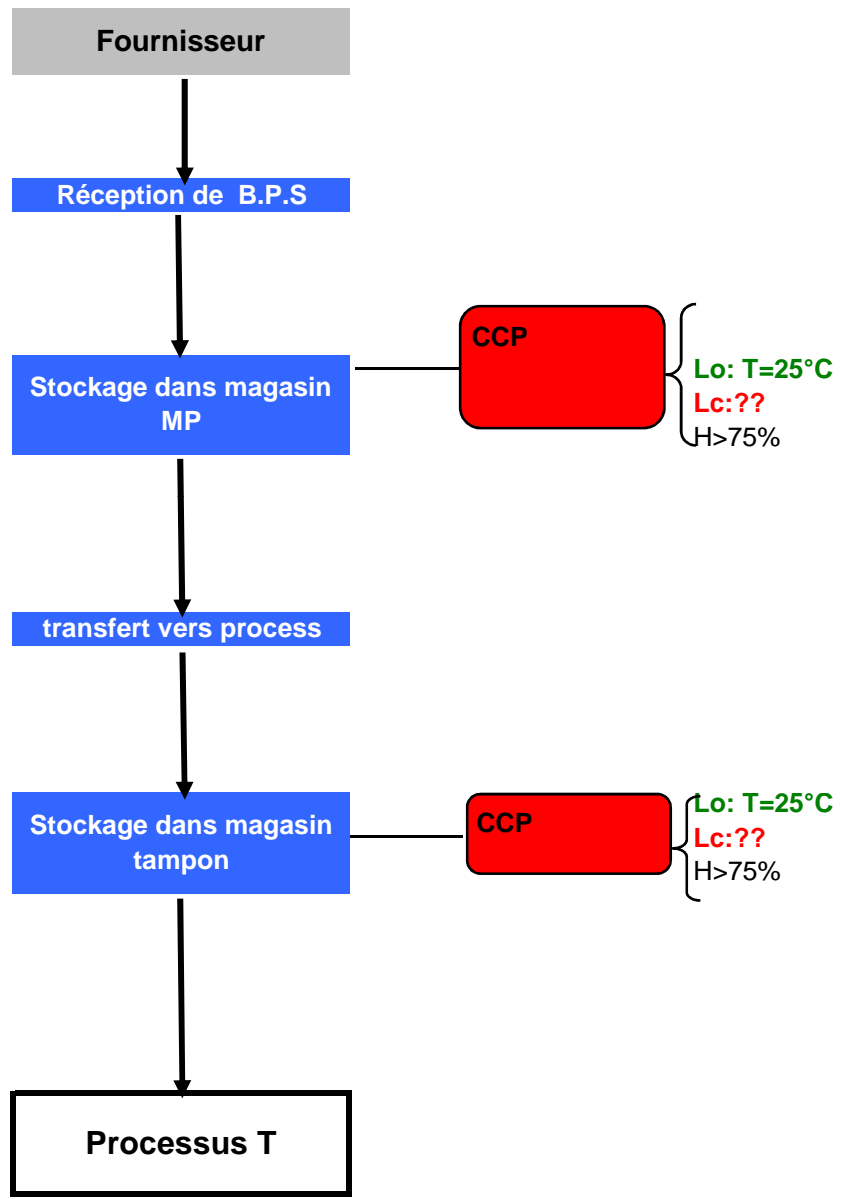 Fournisseur
Réception de B.P.S
Stockage dans magasin
MP
CCP
Lo: T=25°C
Lc:??
H>75%
transfert vers process
Stockage dans magasin
tampon
CCP
Lo: T=25°C
Lc:??
H>75%
Processus T